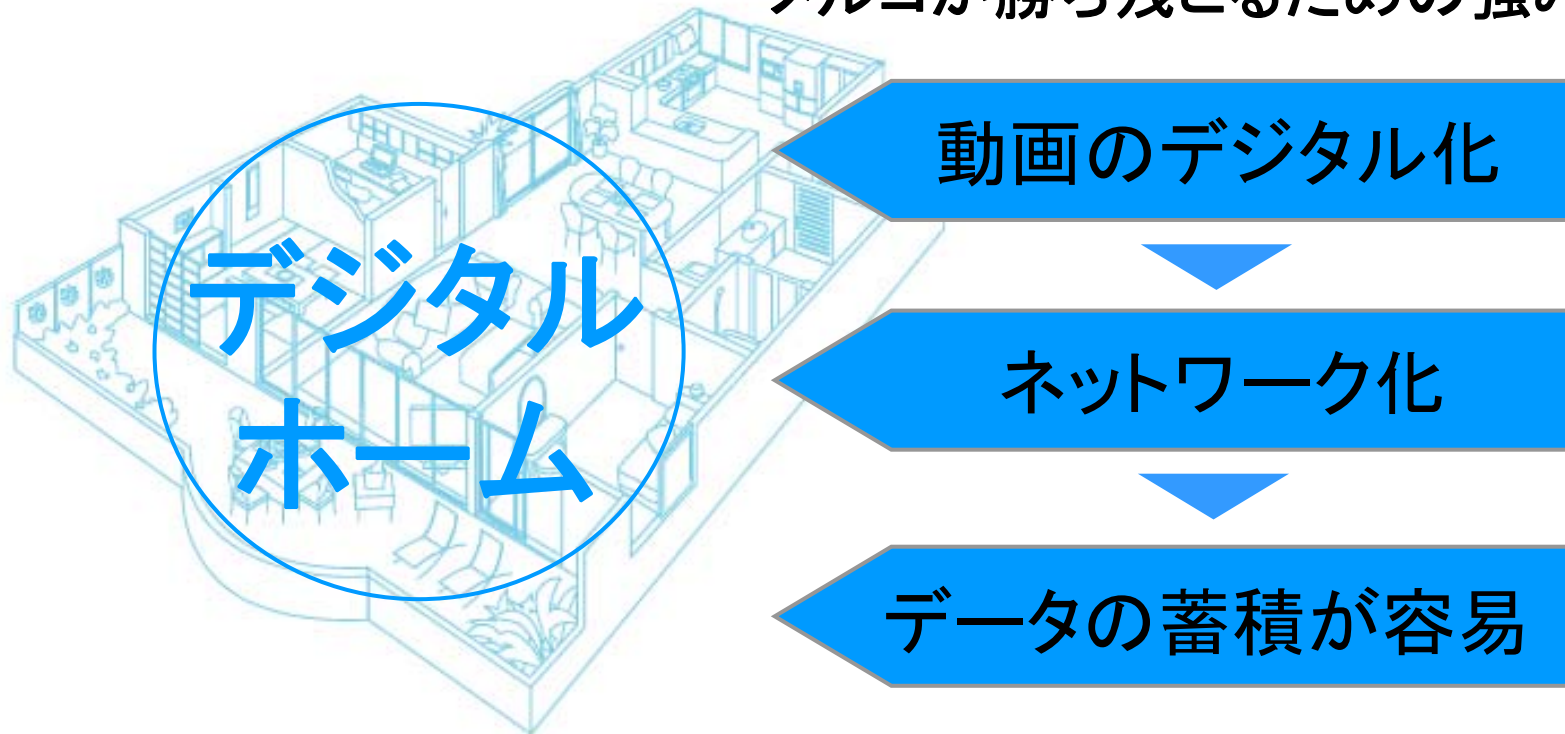 動画のデジタル化
デジタル
ホーム
ネットワーク化
データの蓄積が容易